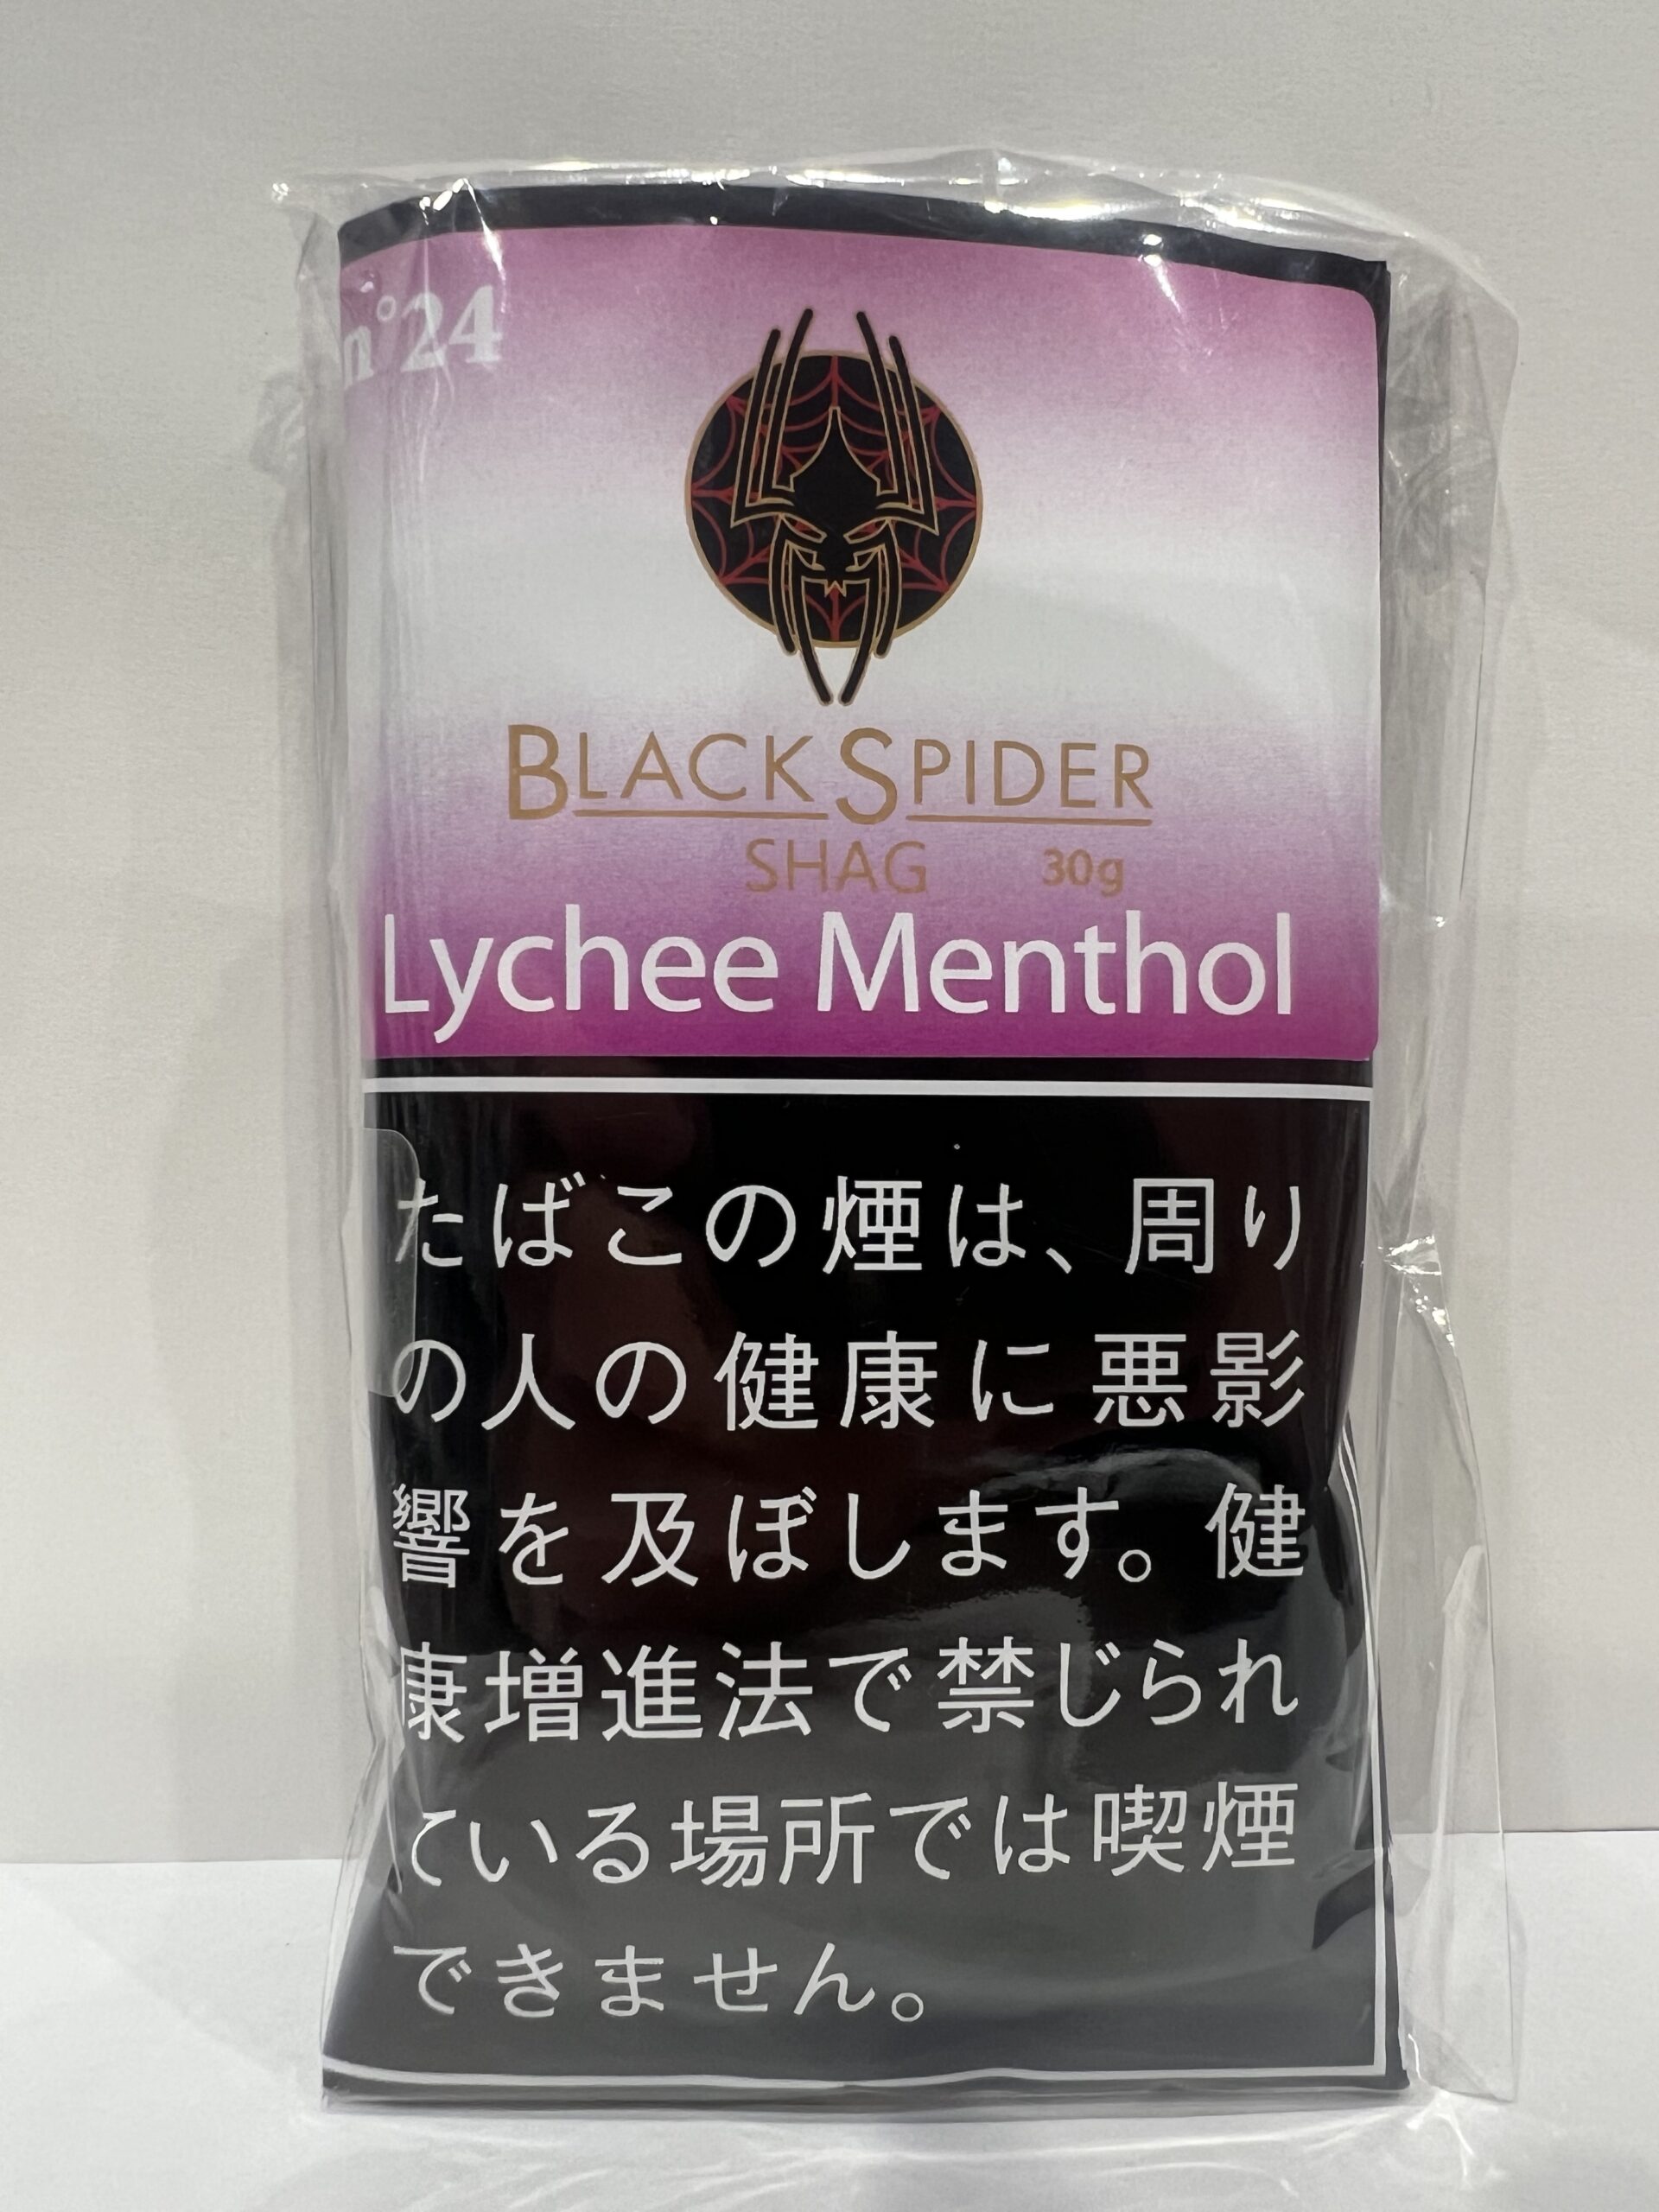 n°24
BLACK SPIDER
SHAG 30g
Lychee Menthol
たばこの煙は、周り
の人の健康に悪影
響を及ぼします。健
康増進法で禁じられ
ている場所では喫煙
できません。